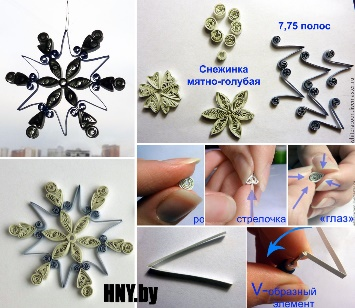 7,75 полос
Снежинка
мятно-голубая
ро
стрелочка
«глаз»
V-образный
элемент
HNY.by